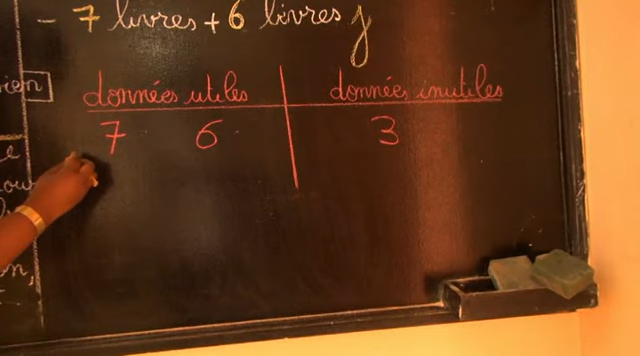 - 7 livres + 6 livres
données utiles données inutiles
7 6 3